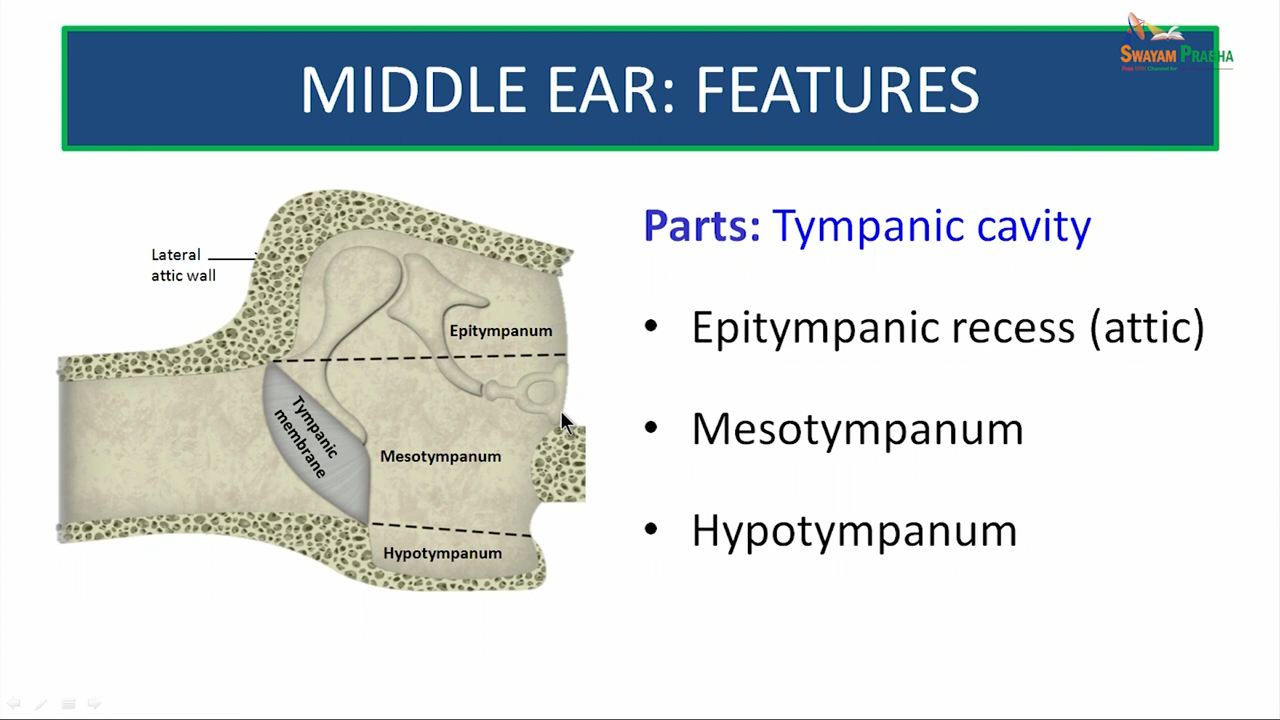 SWAYAM PRABHA
MIDDLE EAR: FEATURES
Lateral
attic wall
Epitympanum
Tympanic
membrane
Mesotympanum
Hypotympanum
Parts: Tympanic cavity
• Epitympanic recess (attic)
• Mesotympanum
• Hypotympanum